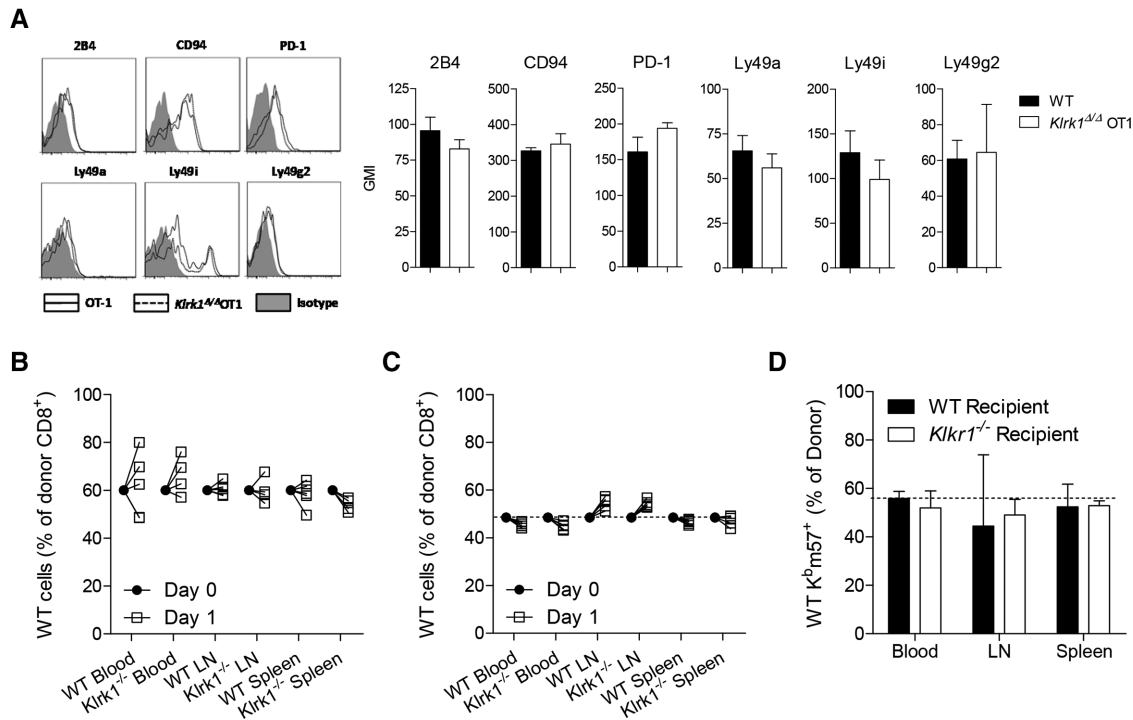 A
2B4 CD94 PD-1
Ly49a Ly49i Ly49g2
OT-1 Klrk1Δ/ΔOT1 Isotype
2B4 CD94 PD-1 Ly49a Ly49i Ly49g2
GMI
125 100 75 50 25 0
500 400 300 200 100 0
250 200 150 100 50 0
100 75 50 25 0
200 150 100 50 0
100 80 60 40 20 0
WT
Klrk1Δ/Δ OT1
B
WT cells (% of donor CD8+)
100
80
60
40
20
0
Day 0
Day 1
WT Blood
Klrk1-/- Blood
WT LN
Klrk1-/- LN
WT Spleen
Klrk1-/- Spleen
C
WT cells (% of donor CD8+)
100
80
60
40
20
0
Day 0
Day 1
WT Blood
Klrk1-/- Blood
WT LN
Klrk1-/- LN
WT Spleen
Klrk1-/- Spleen
D
WT Kbm57+ (% of Donor)
100
80
60
40
20
0
WT Recipient
Klkr1-/- Recipient
Blood LN Spleen